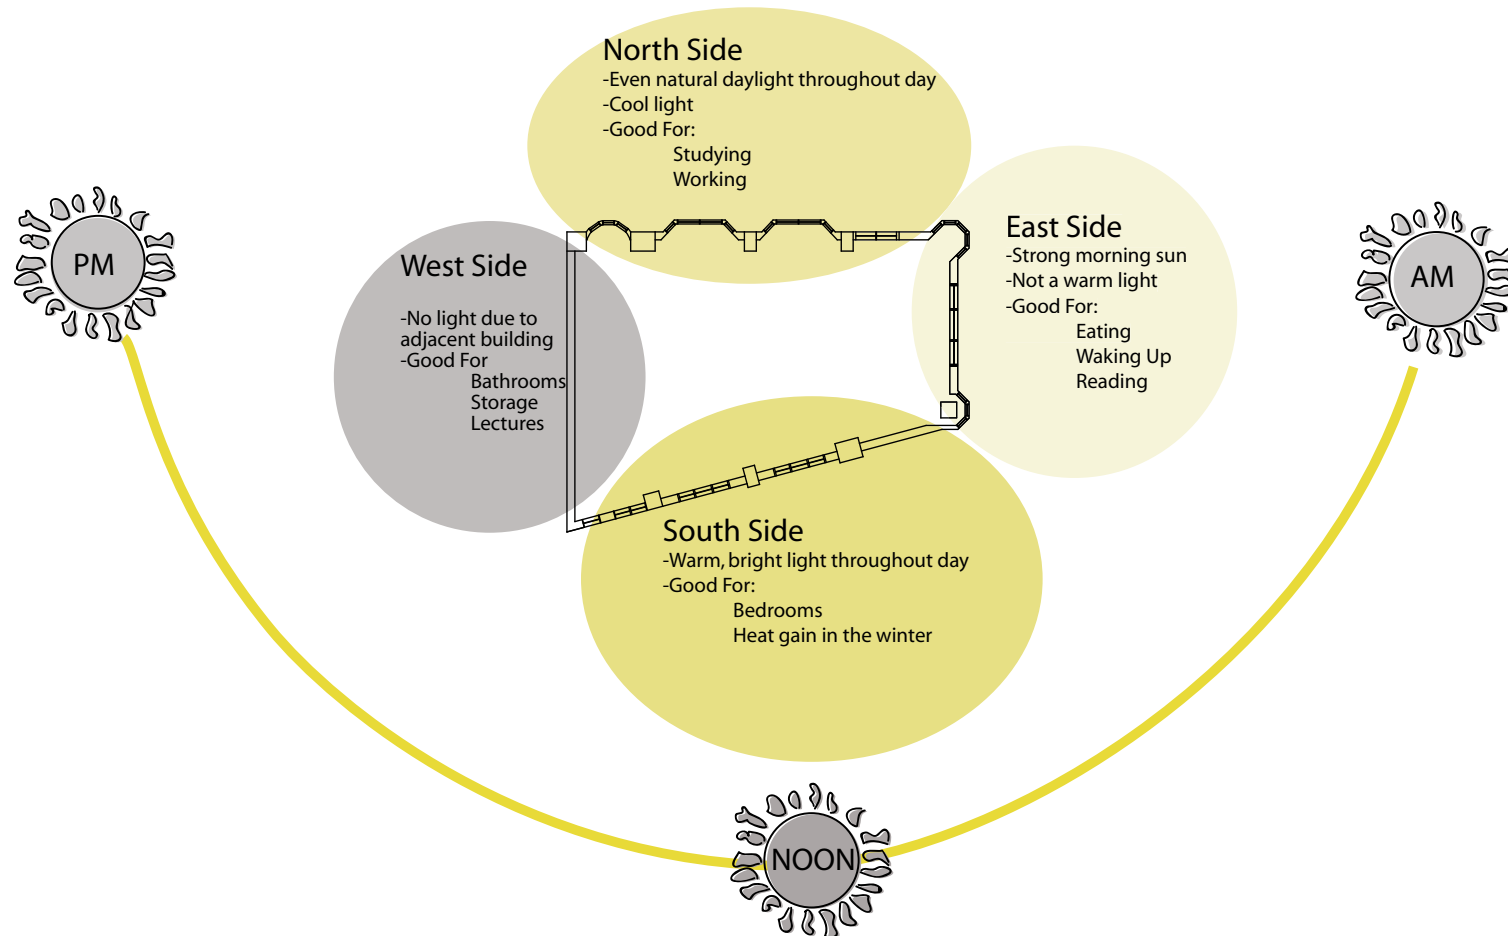 North Side
-Even natural daylight throughout day
-Cool light
-Good For:
Studying
Working
PM
West Side
-No light due to
adjacent building
-Good For
Bathrooms
Storage
Lectures
East Side
-Strong morning sun
-Not a warm light
-Good For:
Eating
Waking Up
Reading
AM
South Side
-Warm, bright light throughout day
-Good For:
Bedrooms
Heat gain in the winter
NOON